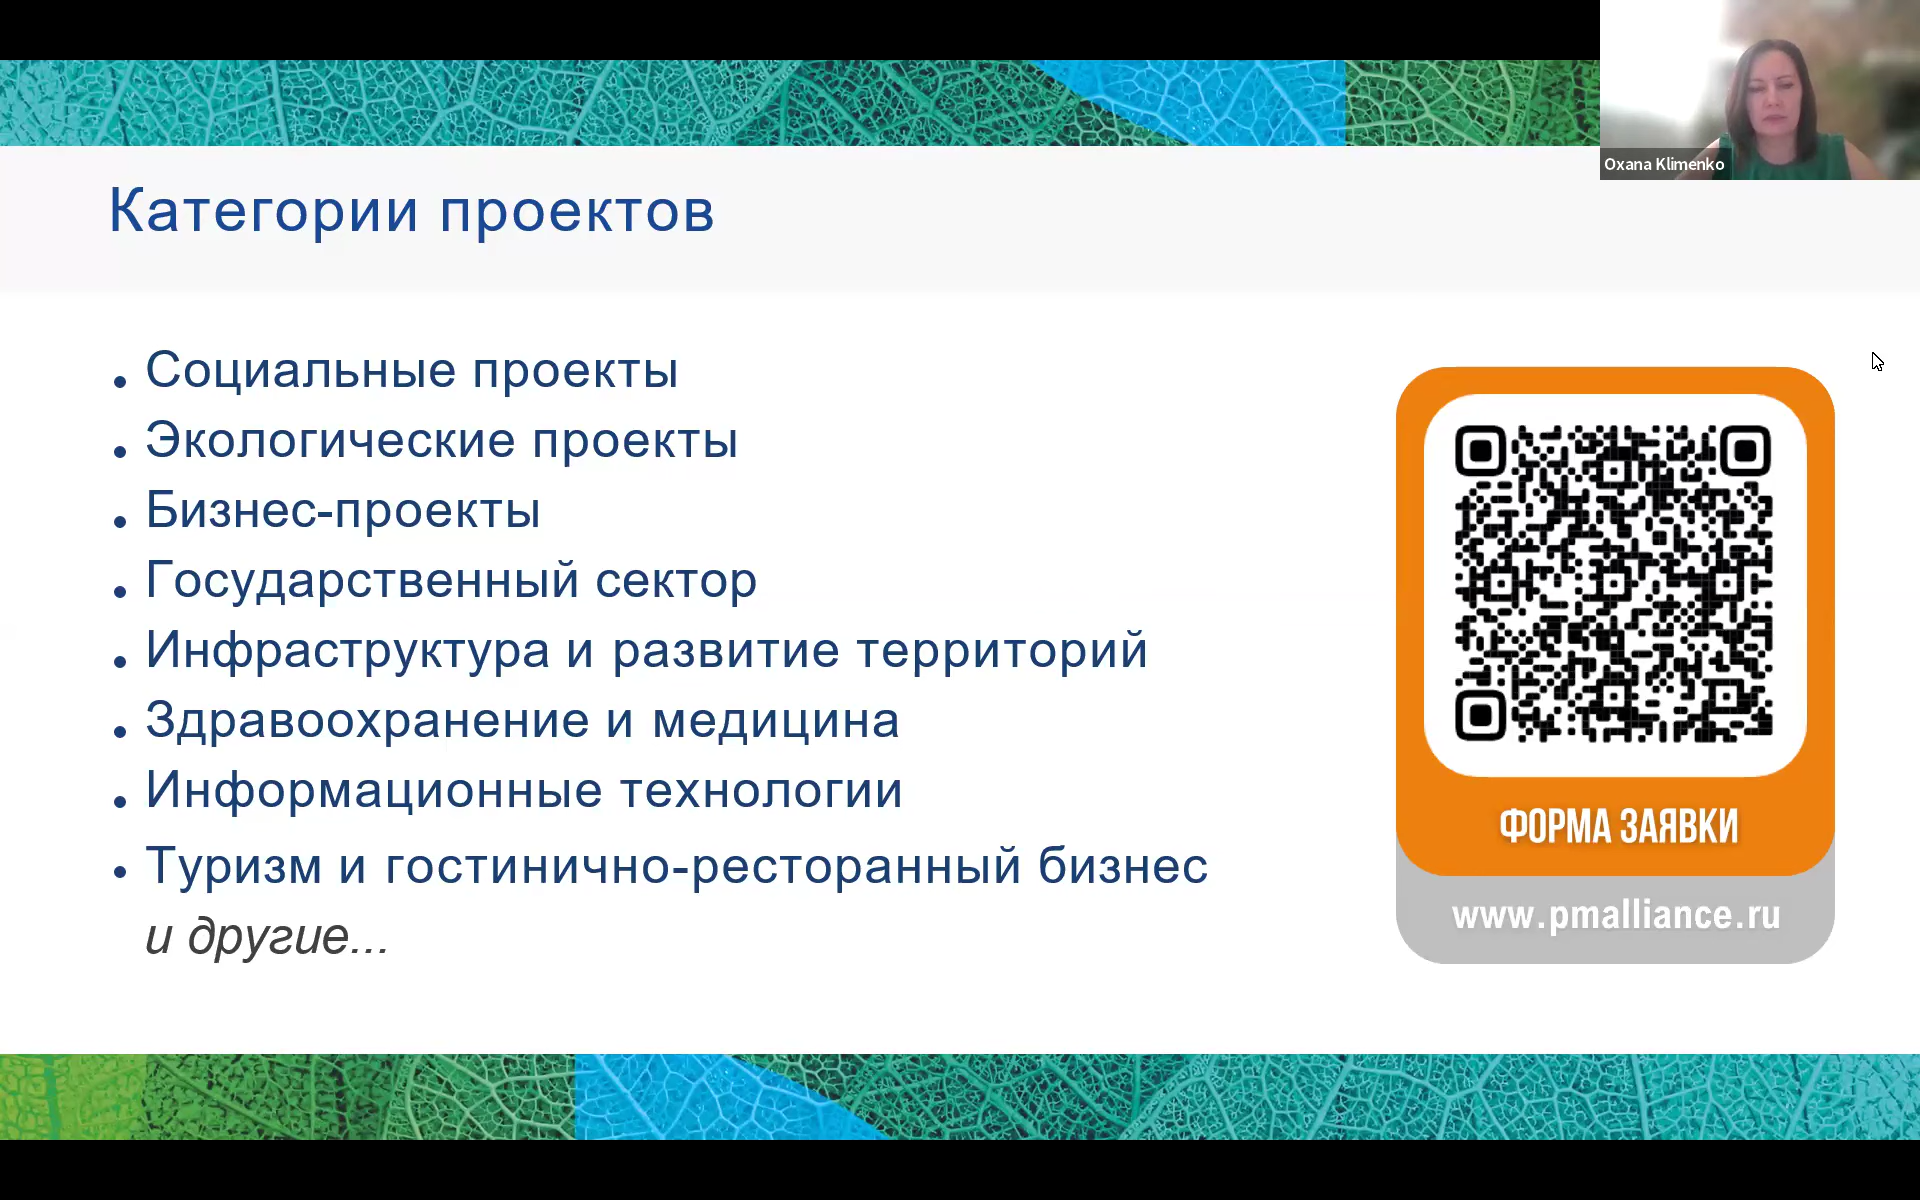 Oxana Klimenko
Категории проектов
• Социальные проекты
• Экологические проекты
• Бизнес-проекты
• Государственный сектор
• Инфраструктура и развитие территорий
• Здравоохранение и медицина
• Информационные технологии
• Туризм и гостинично-ресторанный бизнес
и другие...
ФОРМА ЗАЯВКИ
www.pmalliance.ru